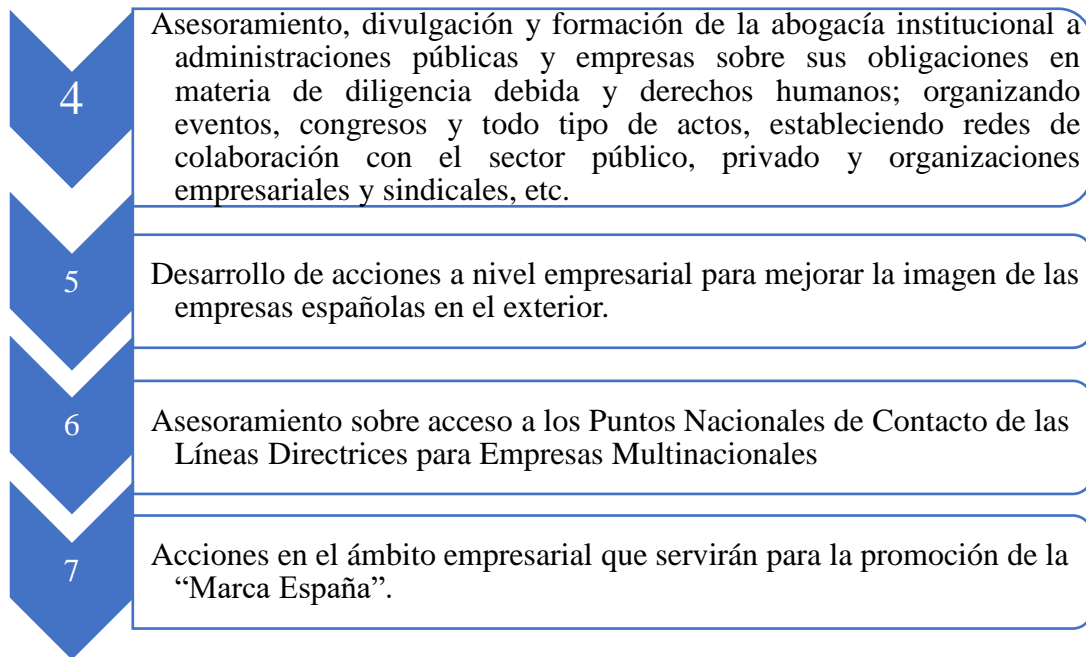 4
Asesoramiento, divulgación y formación de la abogacía institucional a
administraciones públicas y empresas sobre sus obligaciones en
materia de diligencia debida y derechos humanos; organizando
eventos, congresos y todo tipo de actos, estableciendo redes de
colaboración con el sector público, privado y organizaciones
empresariales y sindicales, etc.
5
Desarrollo de acciones a nivel empresarial para mejorar la imagen de las
empresas españolas en el exterior.
6
Asesoramiento sobre acceso a los Puntos Nacionales de Contacto de las
Líneas Directrices para Empresas Multinacionales
7
Acciones en el ámbito empresarial que servirán para la promoción de la
“Marca España”.